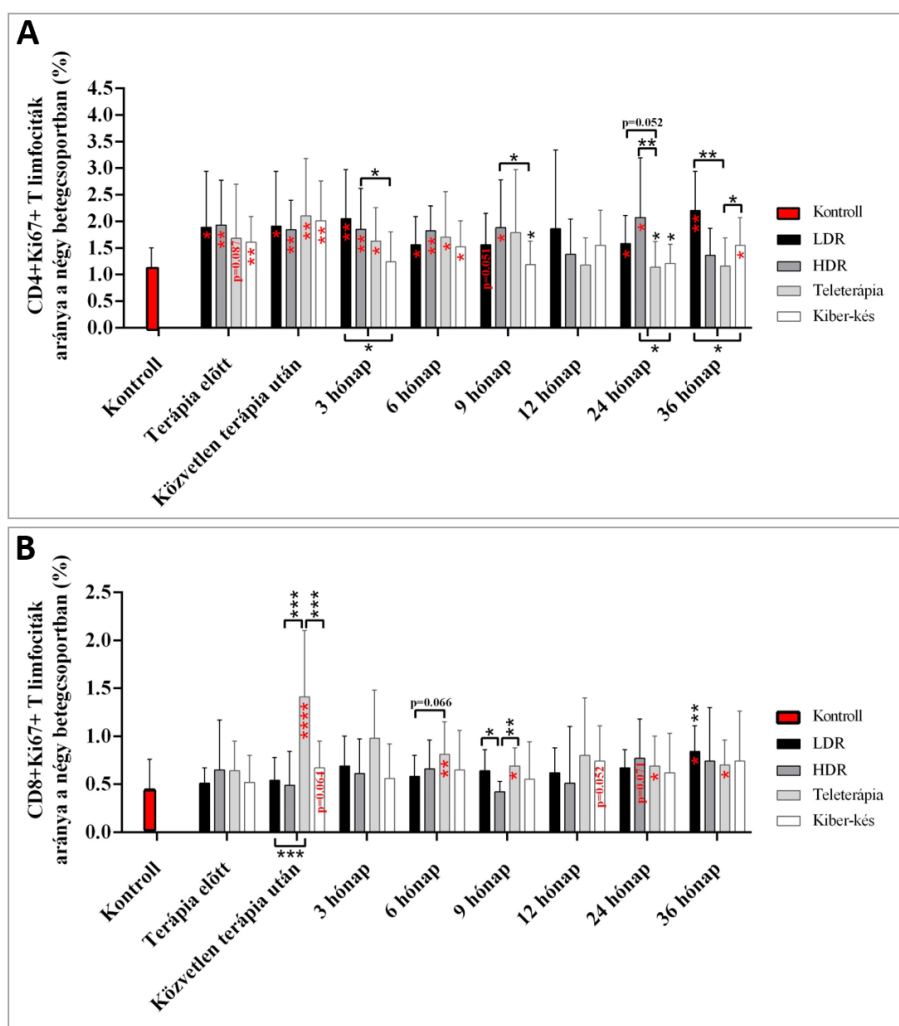 A
CD4+Ki67+ T limfociták
aránya a négy betegcsoportban (%)
4.5
4.0
3.5
3.0
2.5
2.0
1.5
1.0
0.5
0.0
p=0.087
*
*
p=0.051
*
p=0.052
**
*
*
**
*
*
*
*
Kontroll
Terápia előtt
Közvetlen terápia után
3 hónap
6 hónap
9 hónap
12 hónap
24 hónap
36 hónap
Kontroll
LDR
HDR
Teleterápia
Kiber-kés
B
CD8+Ki67+ T limfociták
aránya a négy betegcsoportban (%)
2.5
2.0
1.5
1.0
0.5
0.0
***
***
****
p=0.064
***
p=0.066
**
*
**
*
p=0.052
p=0.071
*
**
*
*
Kontroll
Terápia előtt
Közvetlen terápia után
3 hónap
6 hónap
9 hónap
12 hónap
24 hónap
36 hónap
Kontroll
LDR
HDR
Teleterápia
Kiber-kés